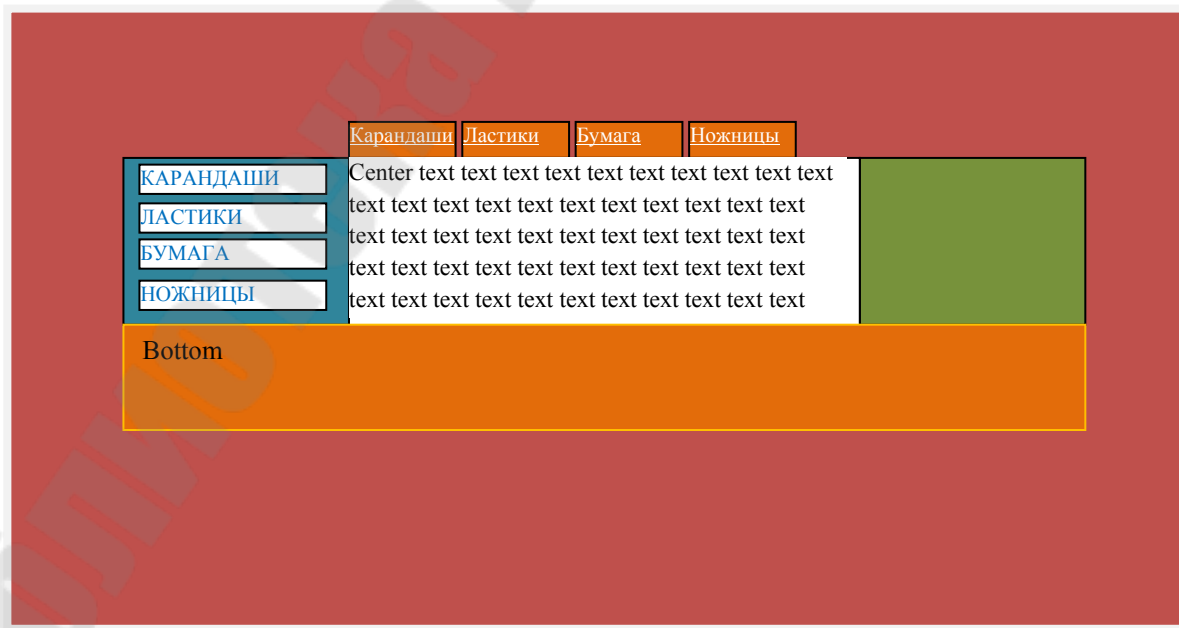 Карандаши Ластики Бумага Ножницы
КАРАНДАШИ
ЛАСТИКИ
БУМАГА
НОЖНИЦЫ
Center text text text text text text text text text text
text text text text text text text text text text text
text text text text text text text text text text text
text text text text text text text text text text text
text text text text text text text text text text text
Bottom